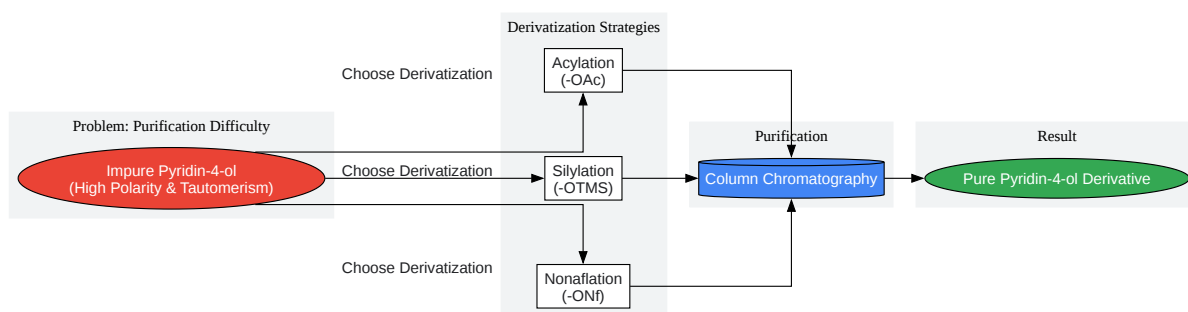 Derivatization Strategies
Choose Derivatization
Acylation
(-OAc)
Problem: Purification Difficulty
Impure Pyridin-4-ol
(High Polarity & Tautomerism)
Choose Derivatization
Silylation
(-OTMS)
Purification
Column Chromatography
Result
Pure Pyridin-4-ol Derivative
Choose Derivatization
Nonaflation
(-ONf)